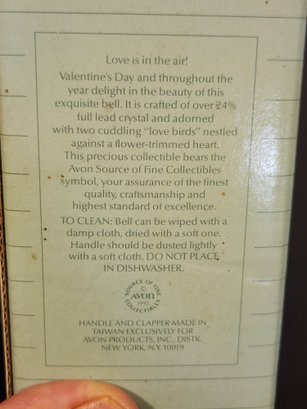 Love is in the air!
Valentine's Day and throughout the
year delight in the beauty of this
exquisite bell. It is crafted of over 24%
full lead crystal and adorned
with two cuddling "love birds" nestled
against a flower-trimmed heart.
This precious collectible bears the
Avon Source of Fine Collectibles
symbol, your assurance of the finest
quality, craftsmanship and
highest standard of excellence.
TO CLEAN: Bell can be wiped with a
damp cloth, dried with a soft one.
Handle should be dusted lightly
with a soft cloth. DO NOT PLACE
IN DISHWASHER.
SOURCE OF FINE
©
AVON
1992
COLLECTIBLES
HANDLE AND CLAPPER MADE IN
TAIWAN EXCLUSIVELY FOR
AVON PRODUCTS, INC., DISTR.
NEW YORK, N.Y. 10019